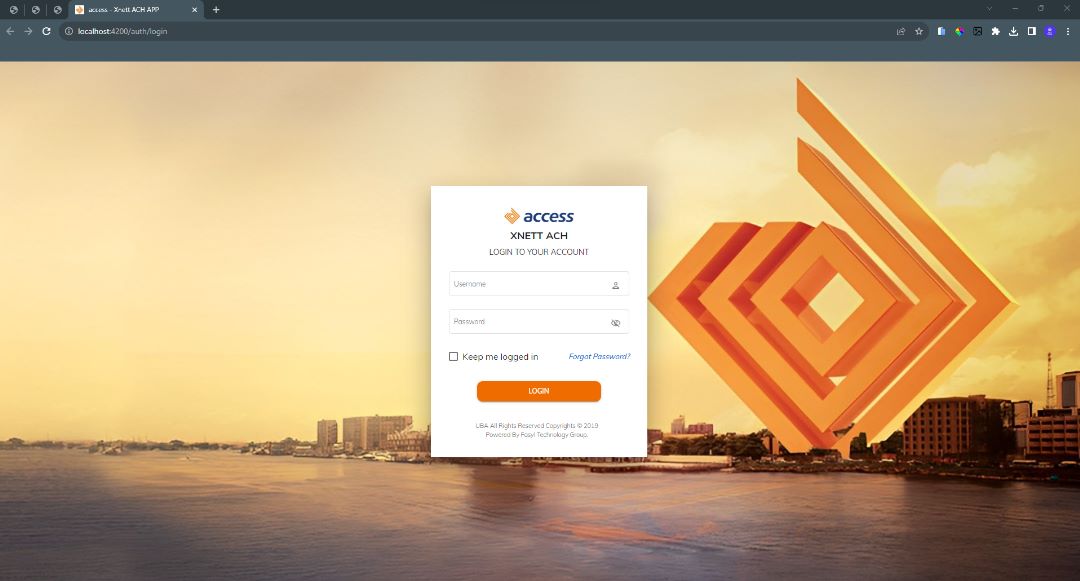 access - Xnett ACH APP
localhost:4200/auth/login
access
XNETT ACH
LOGIN TO YOUR ACCOUNT
Username
Password
Keep me logged in
Forgot Password?
LOGIN
UBA All Rights Reserved Copyrights © 2019
Powered By Fosyl Technology Group.